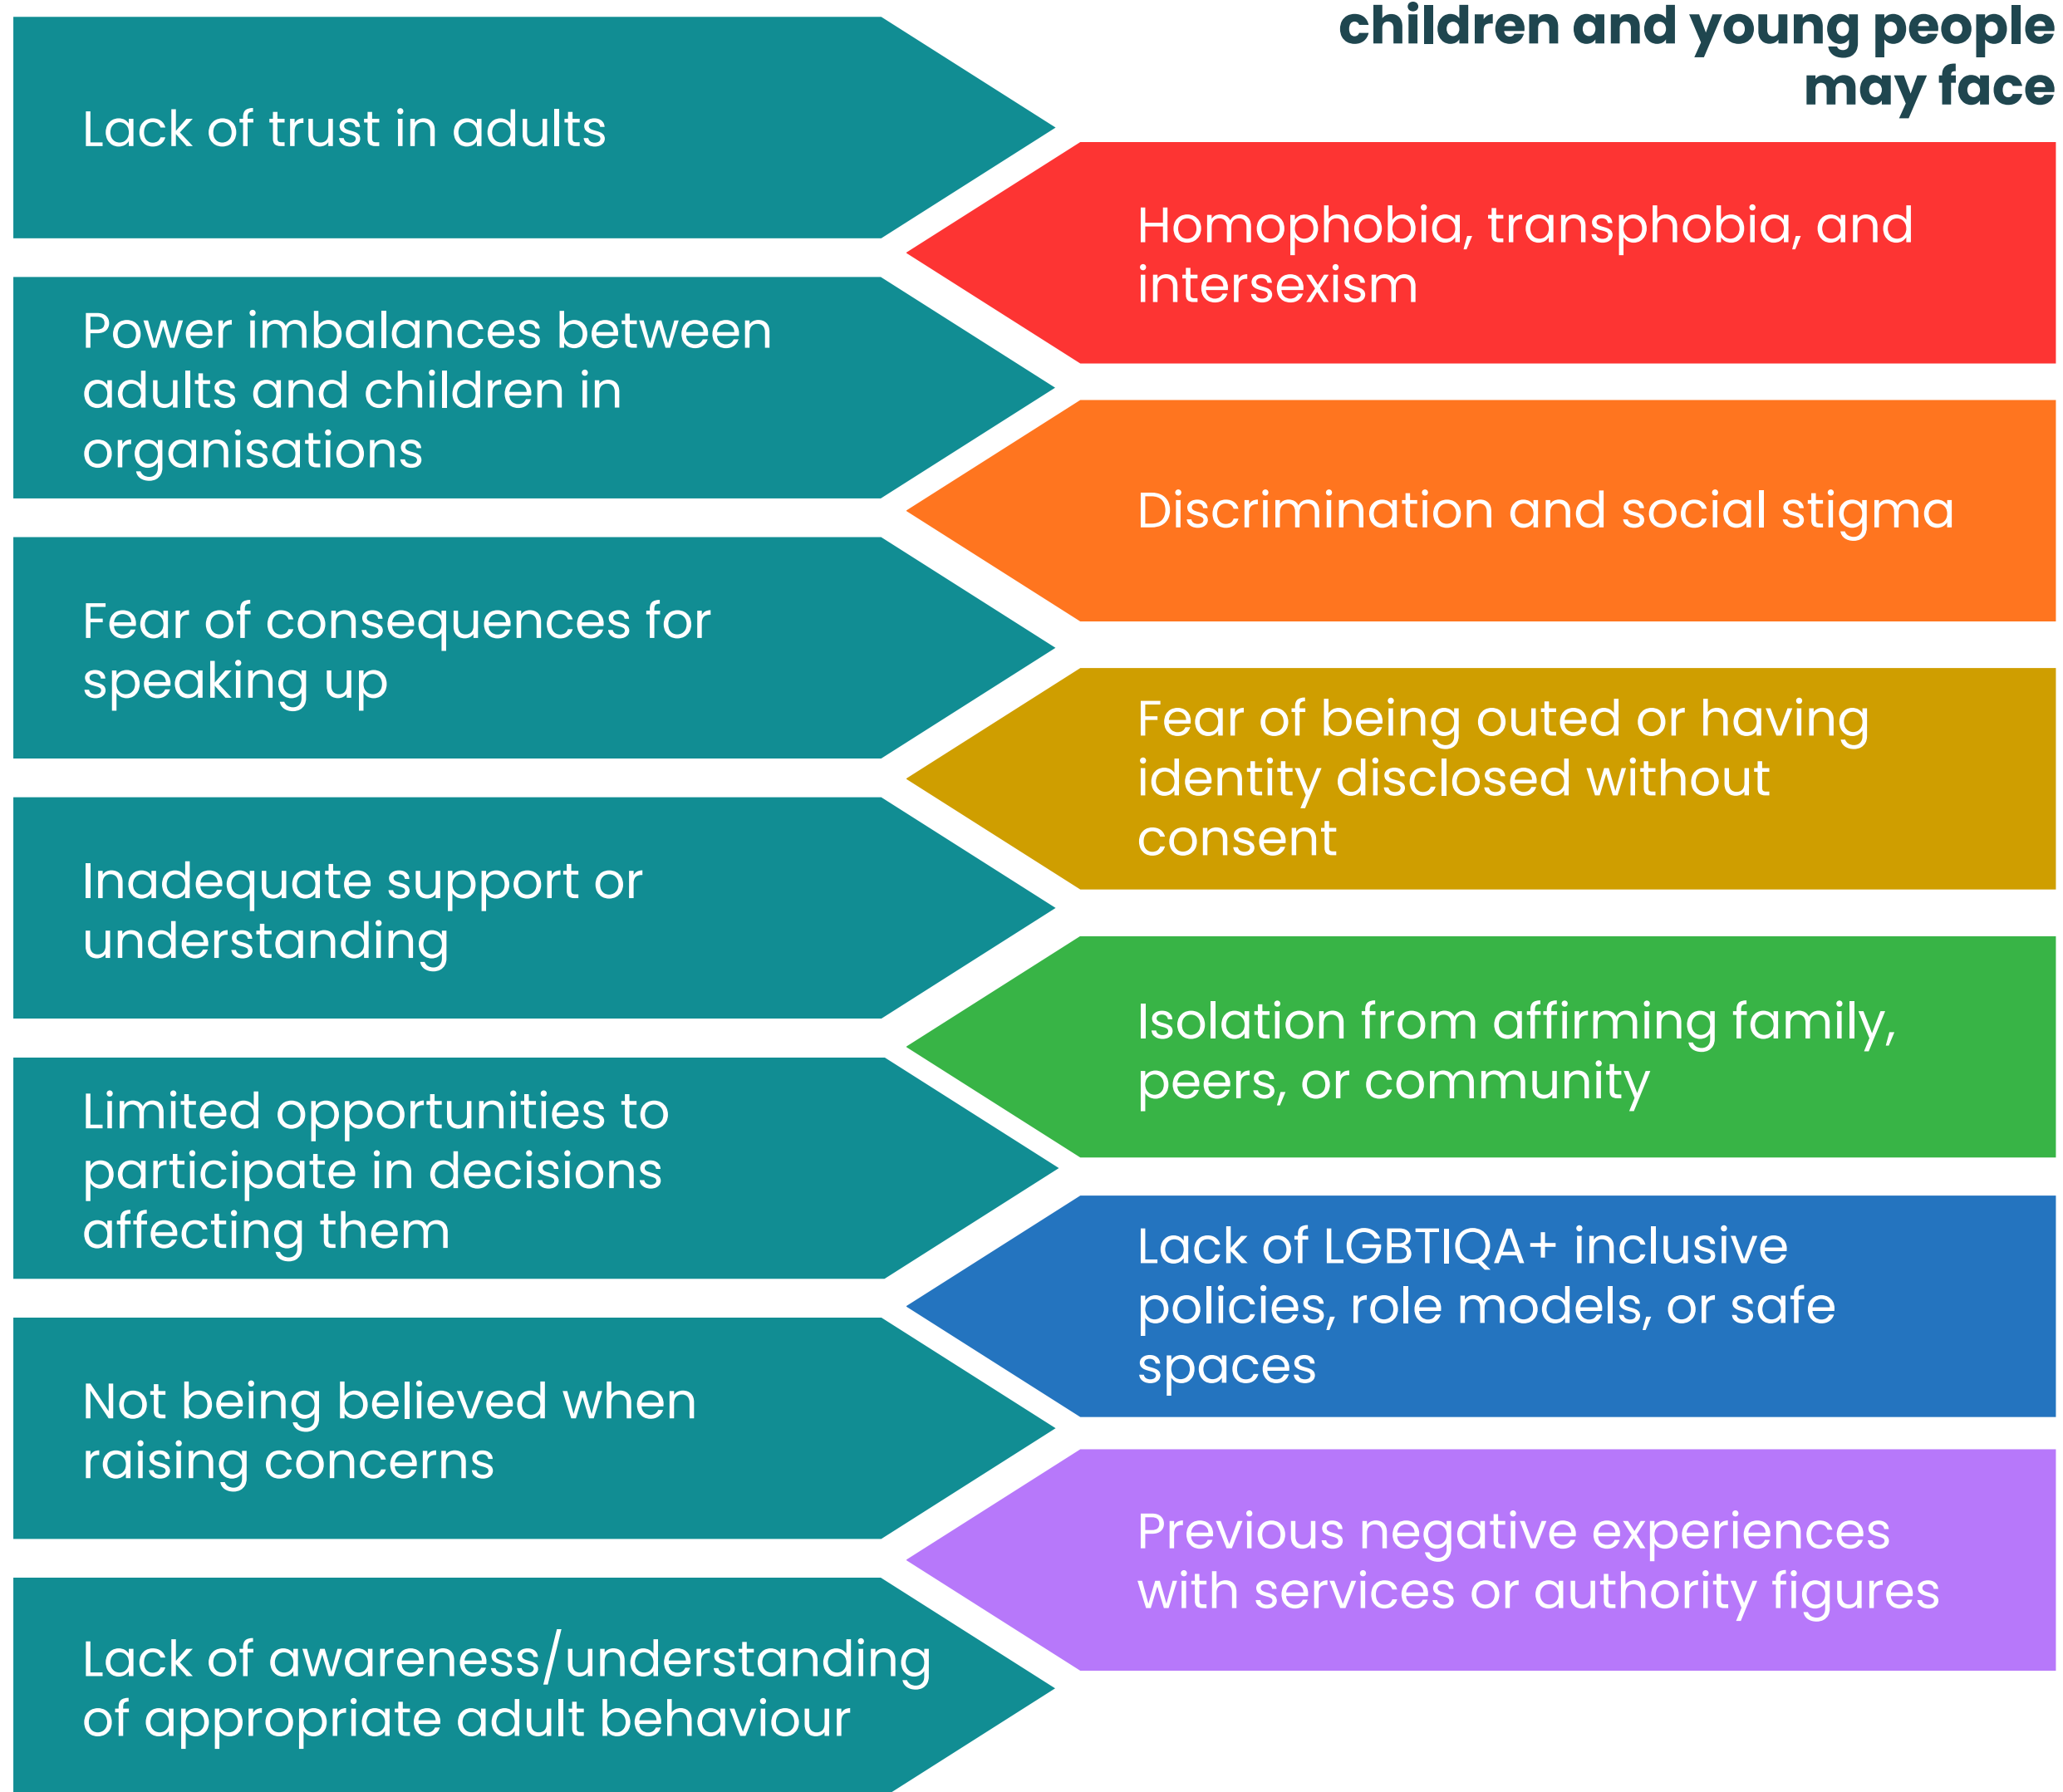 children and young people
may face
Lack of trust in adults
Power imbalances between
adults and children in
organisations
Fear of consequences for
speaking up
Inadequate support or
understanding
Limited opportunities to
participate in decisions
affecting them
Not being believed when
raising concerns
Lack of awareness/understanding
of appropriate adult behaviour
Homophobia, transphobia, and
intersexism
Discrimination and social stigma
Fear of being outed or having
identity disclosed without
consent
Isolation from affirming family,
peers, or community
Lack of LGBTIQA+ inclusive
policies, role models, or safe
spaces
Previous negative experiences
with services or authority figures